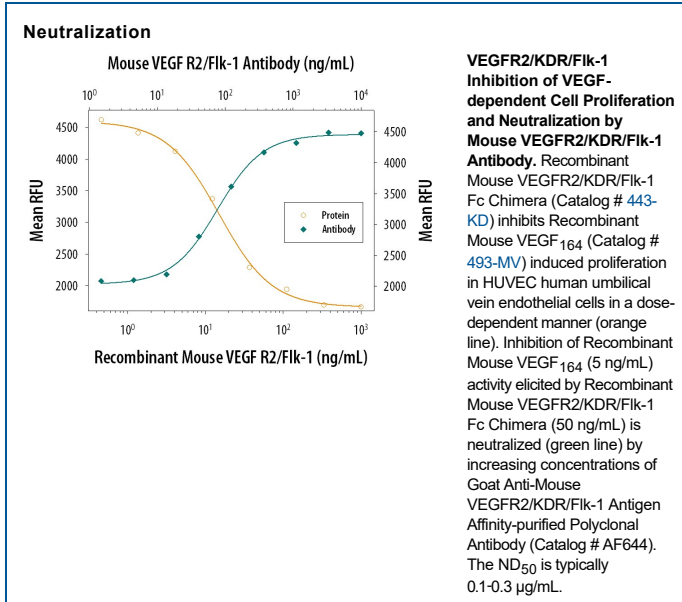 Neutralization
Mouse VEGF R2/Flk-1 Antibody (ng/mL)
10⁰ 10¹ 10² 10³ 10⁴
4500
4000
3500
3000
2500
2000
Mean RFU
Protein
Antibody
4500
4000
3500
3000
2500
2000
Mean RFU
10⁰ 10¹ 10² 10³
Recombinant Mouse VEGF R2/Flk-1 (ng/mL)
VEGFR2/KDR/Flk-1
Inhibition of VEGF-
dependent Cell Proliferation
and Neutralization by
Mouse VEGFR2/KDR/Flk-1
Antibody. Recombinant
Mouse VEGFR2/KDR/Flk-1
Fc Chimera (Catalog # 443-
KD) inhibits Recombinant
Mouse VEGF₁₆₄ (Catalog #
493-MV) induced proliferation
in HUVEC human umbilical
vein endothelial cells in a dose-
dependent manner (orange
line). Inhibition of Recombinant
Mouse VEGF₁₆₄ (5 ng/mL)
activity elicited by Recombinant
Mouse VEGFR2/KDR/Flk-1
Fc Chimera (50 ng/mL) is
neutralized (green line) by
increasing concentrations of
Goat Anti-Mouse
VEGFR2/KDR/Flk-1 Antigen
Affinity-purified Polyclonal
Antibody (Catalog # AF644).
The ND₅₀ is typically
0.1-0.3 µg/mL.